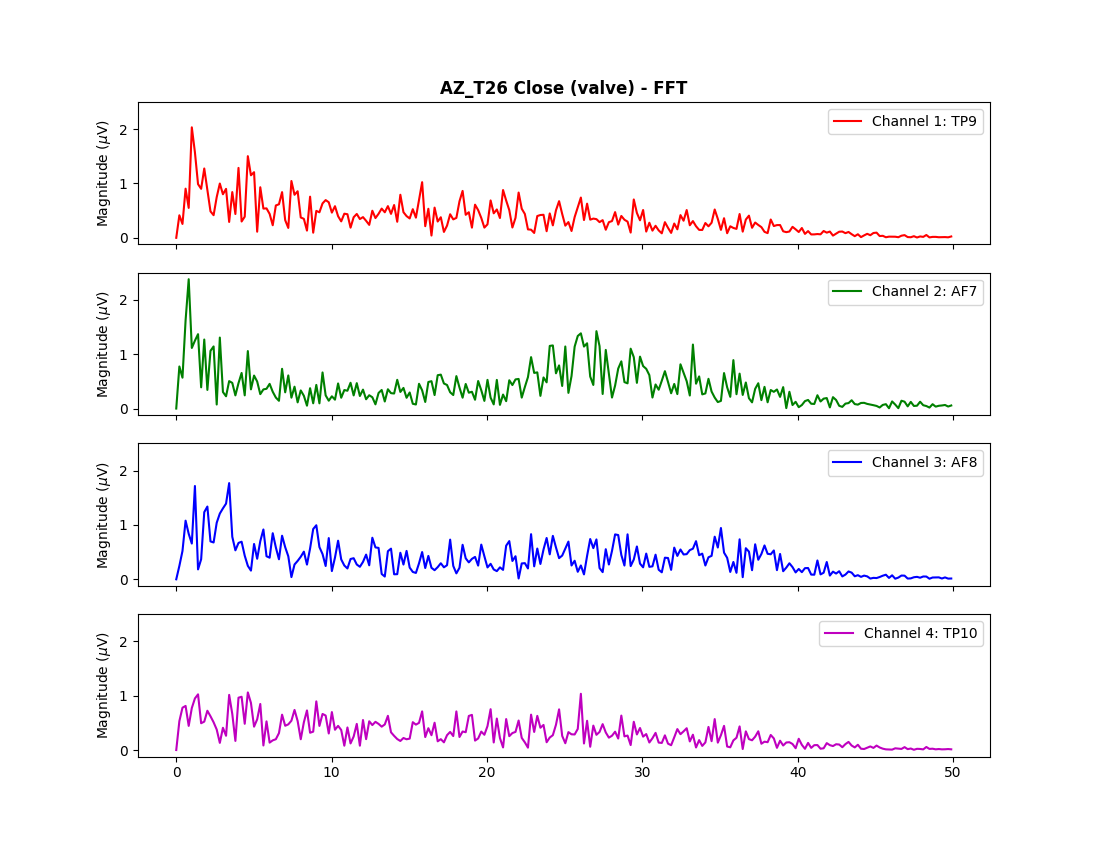 AZ_T26 Close (valve) - FFT
Magnitude (μV)
2
1
0
Channel 1: TP9
Magnitude (μV)
2
1
0
Channel 2: AF7
Magnitude (μV)
2
1
0
Channel 3: AF8
Magnitude (μV)
2
1
0
Channel 4: TP10
0 10 20 30 40 50